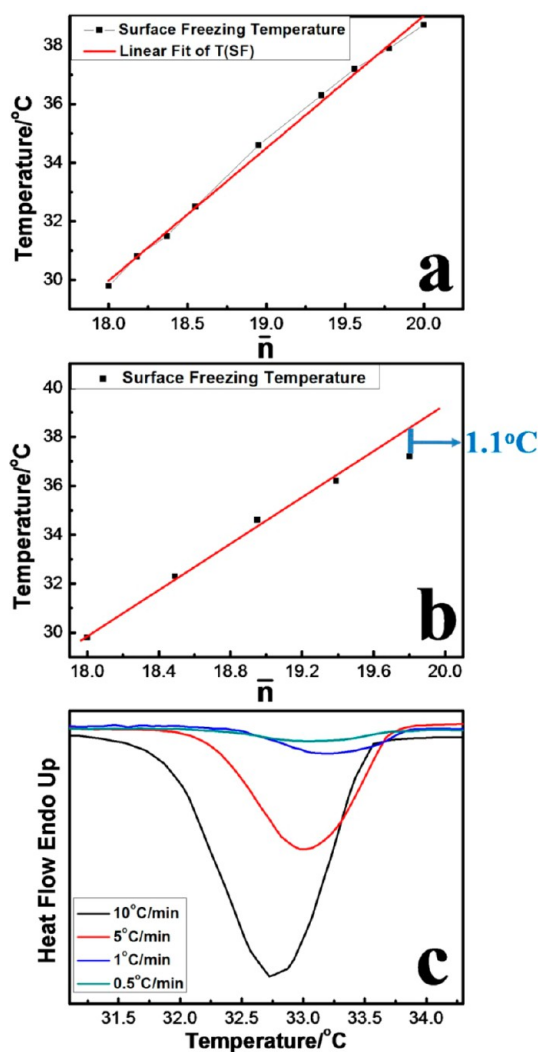 Surface Freezing Temperature
Linear Fit of T(SF)
Temperature/°C
38
36
34
32
30
18.0 18.5 19.0 19.5 20.0
n̄
a
Surface Freezing Temperature
Temperature/°C
40
38
36
34
32
30
1.1°C
18.0 18.4 18.8 19.2 19.6 20.0
n̄
b
Heat Flow Endo Up
10°C/min
5°C/min
1°C/min
0.5°C/min
c
31.5 32.0 32.5 33.0 33.5 34.0
Temperature/°C